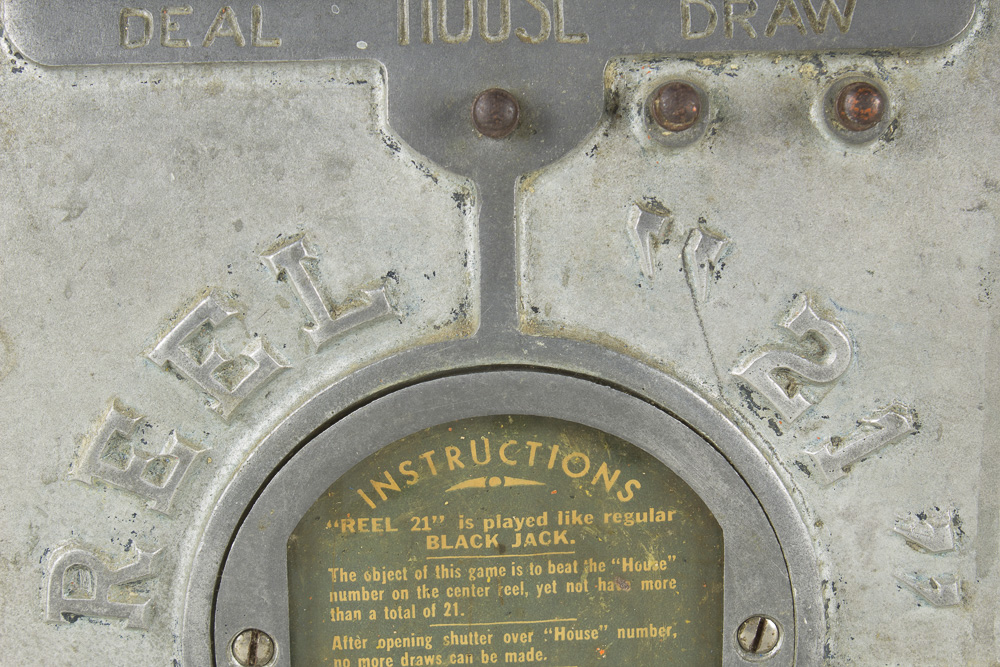 DEAL HOUSE DRAW
REEL "21"
INSTRUCTIONS
"REEL 21" is played like regular
BLACK JACK.
The object of this game is to beat the "House"
number on the center reel, yet not have more
than a total of 21.
After opening shutter over "House" number,
no more draws can be made.